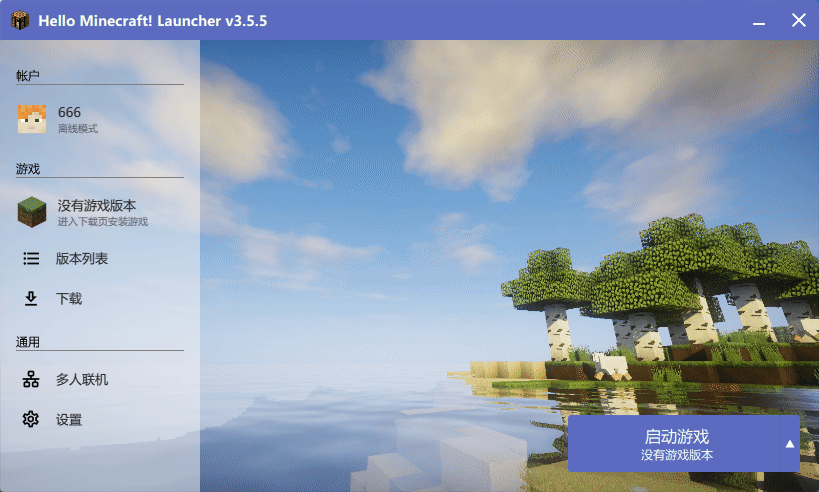 Hello Minecraft! Launcher v3.5.5
帐户
666
离线模式
游戏
没有游戏版本
进入下载页安装游戏
版本列表
下载
通用
多人联机
设置
启动游戏
没有游戏版本